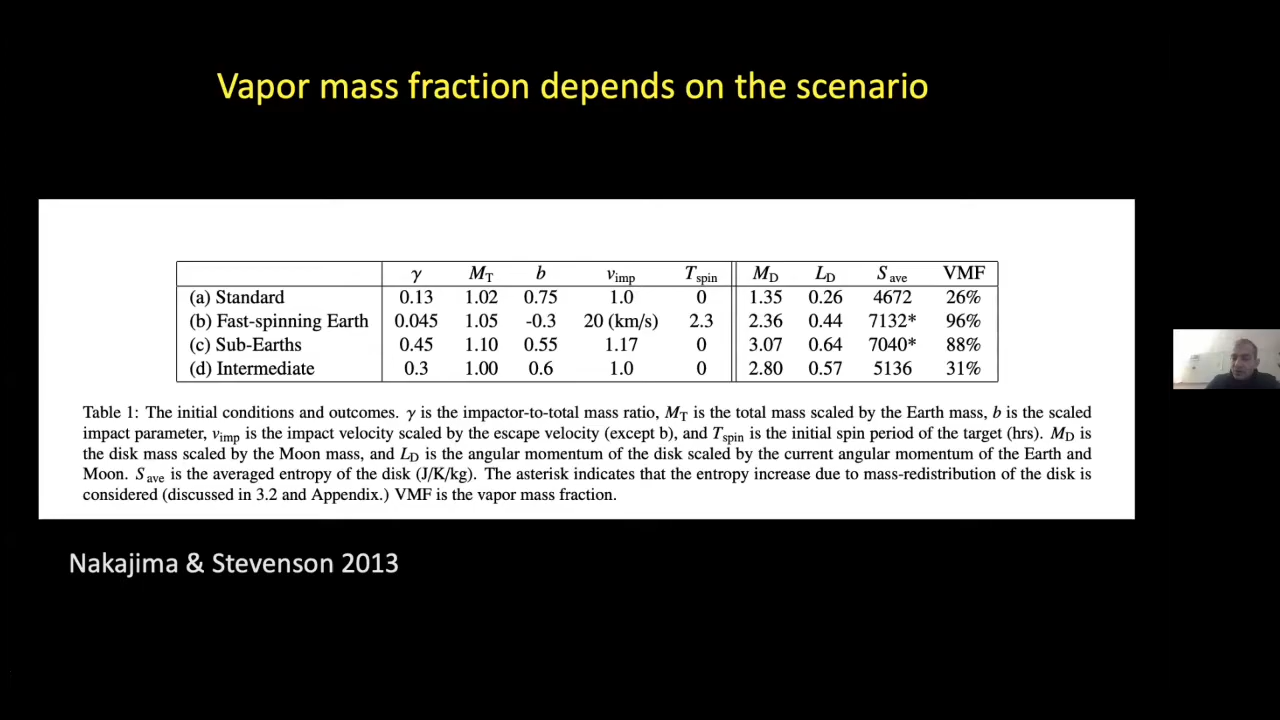 Vapor mass fraction depends on the scenario
γ M_T b v_imp T_spin M_D L_D S_ave VMF
(a) Standard 0.13 1.02 0.75 1.0 0 1.35 0.26 4672 26%
(b) Fast-spinning Earth 0.045 1.05 -0.3 20 (km/s) 2.3 2.36 0.44 7132* 96%
(c) Sub-Earths 0.45 1.10 0.55 1.17 0 3.07 0.64 7040* 88%
(d) Intermediate 0.3 1.00 0.6 1.0 0 2.80 0.57 5136 31%
Table 1: The initial conditions and outcomes. γ is the impactor-to-total mass ratio, M_T is the total mass scaled by the Earth mass, b is the scaled
impact parameter, v_imp is the impact velocity scaled by the escape velocity (except b), and T_spin is the initial spin period of the target (hrs). M_D is
the disk mass scaled by the Moon mass, and L_D is the angular momentum of the disk scaled by the current angular momentum of the Earth and
Moon. S_ave is the averaged entropy of the disk (J/K/kg). The asterisk indicates that the entropy increase due to mass-redistribution of the disk is
considered (discussed in 3.2 and Appendix.) VMF is the vapor mass fraction.
Nakajima & Stevenson 2013